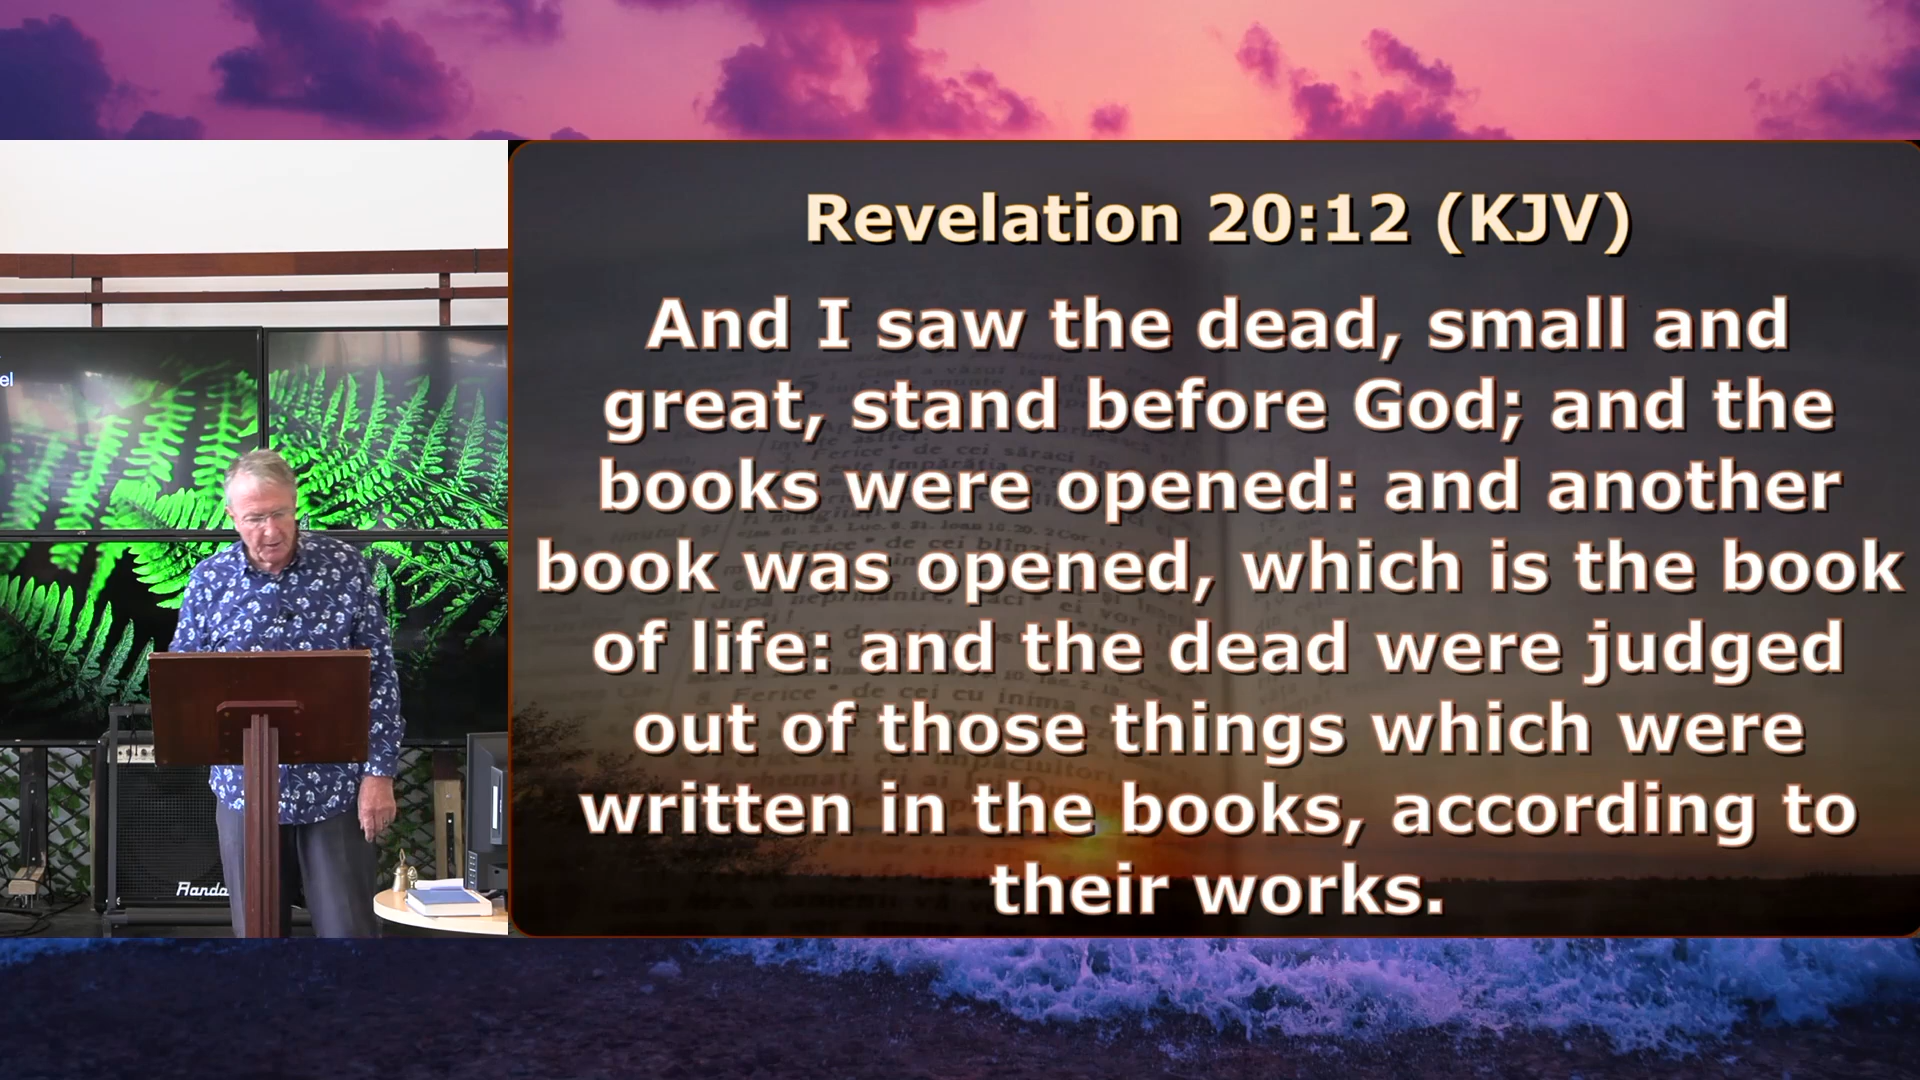 Revelation 20:12 (KJV)
And I saw the dead, small and
great, stand before God; and the
books were opened: and another
book was opened, which is the book
of life: and the dead were judged
out of those things which were
written in the books, according to
their works.
el